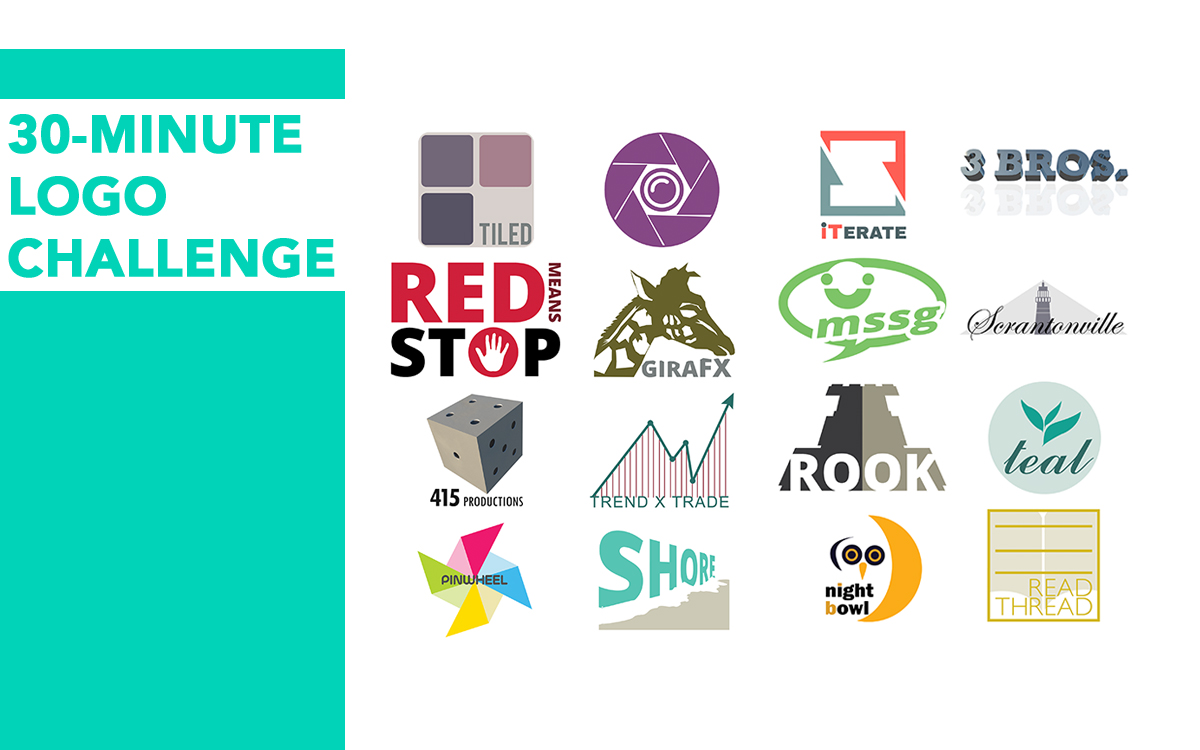 30-MINUTE
LOGO
CHALLENGE
TILED
iTERATE
3 BROS.
RED
MEANS
STOP
GIRAFX
mssg
Scrantonville
415 PRODUCTIONS
TREND X TRADE
ROOK
teal
PINWHEEL
SHORE
night
bowl
READ
THREAD